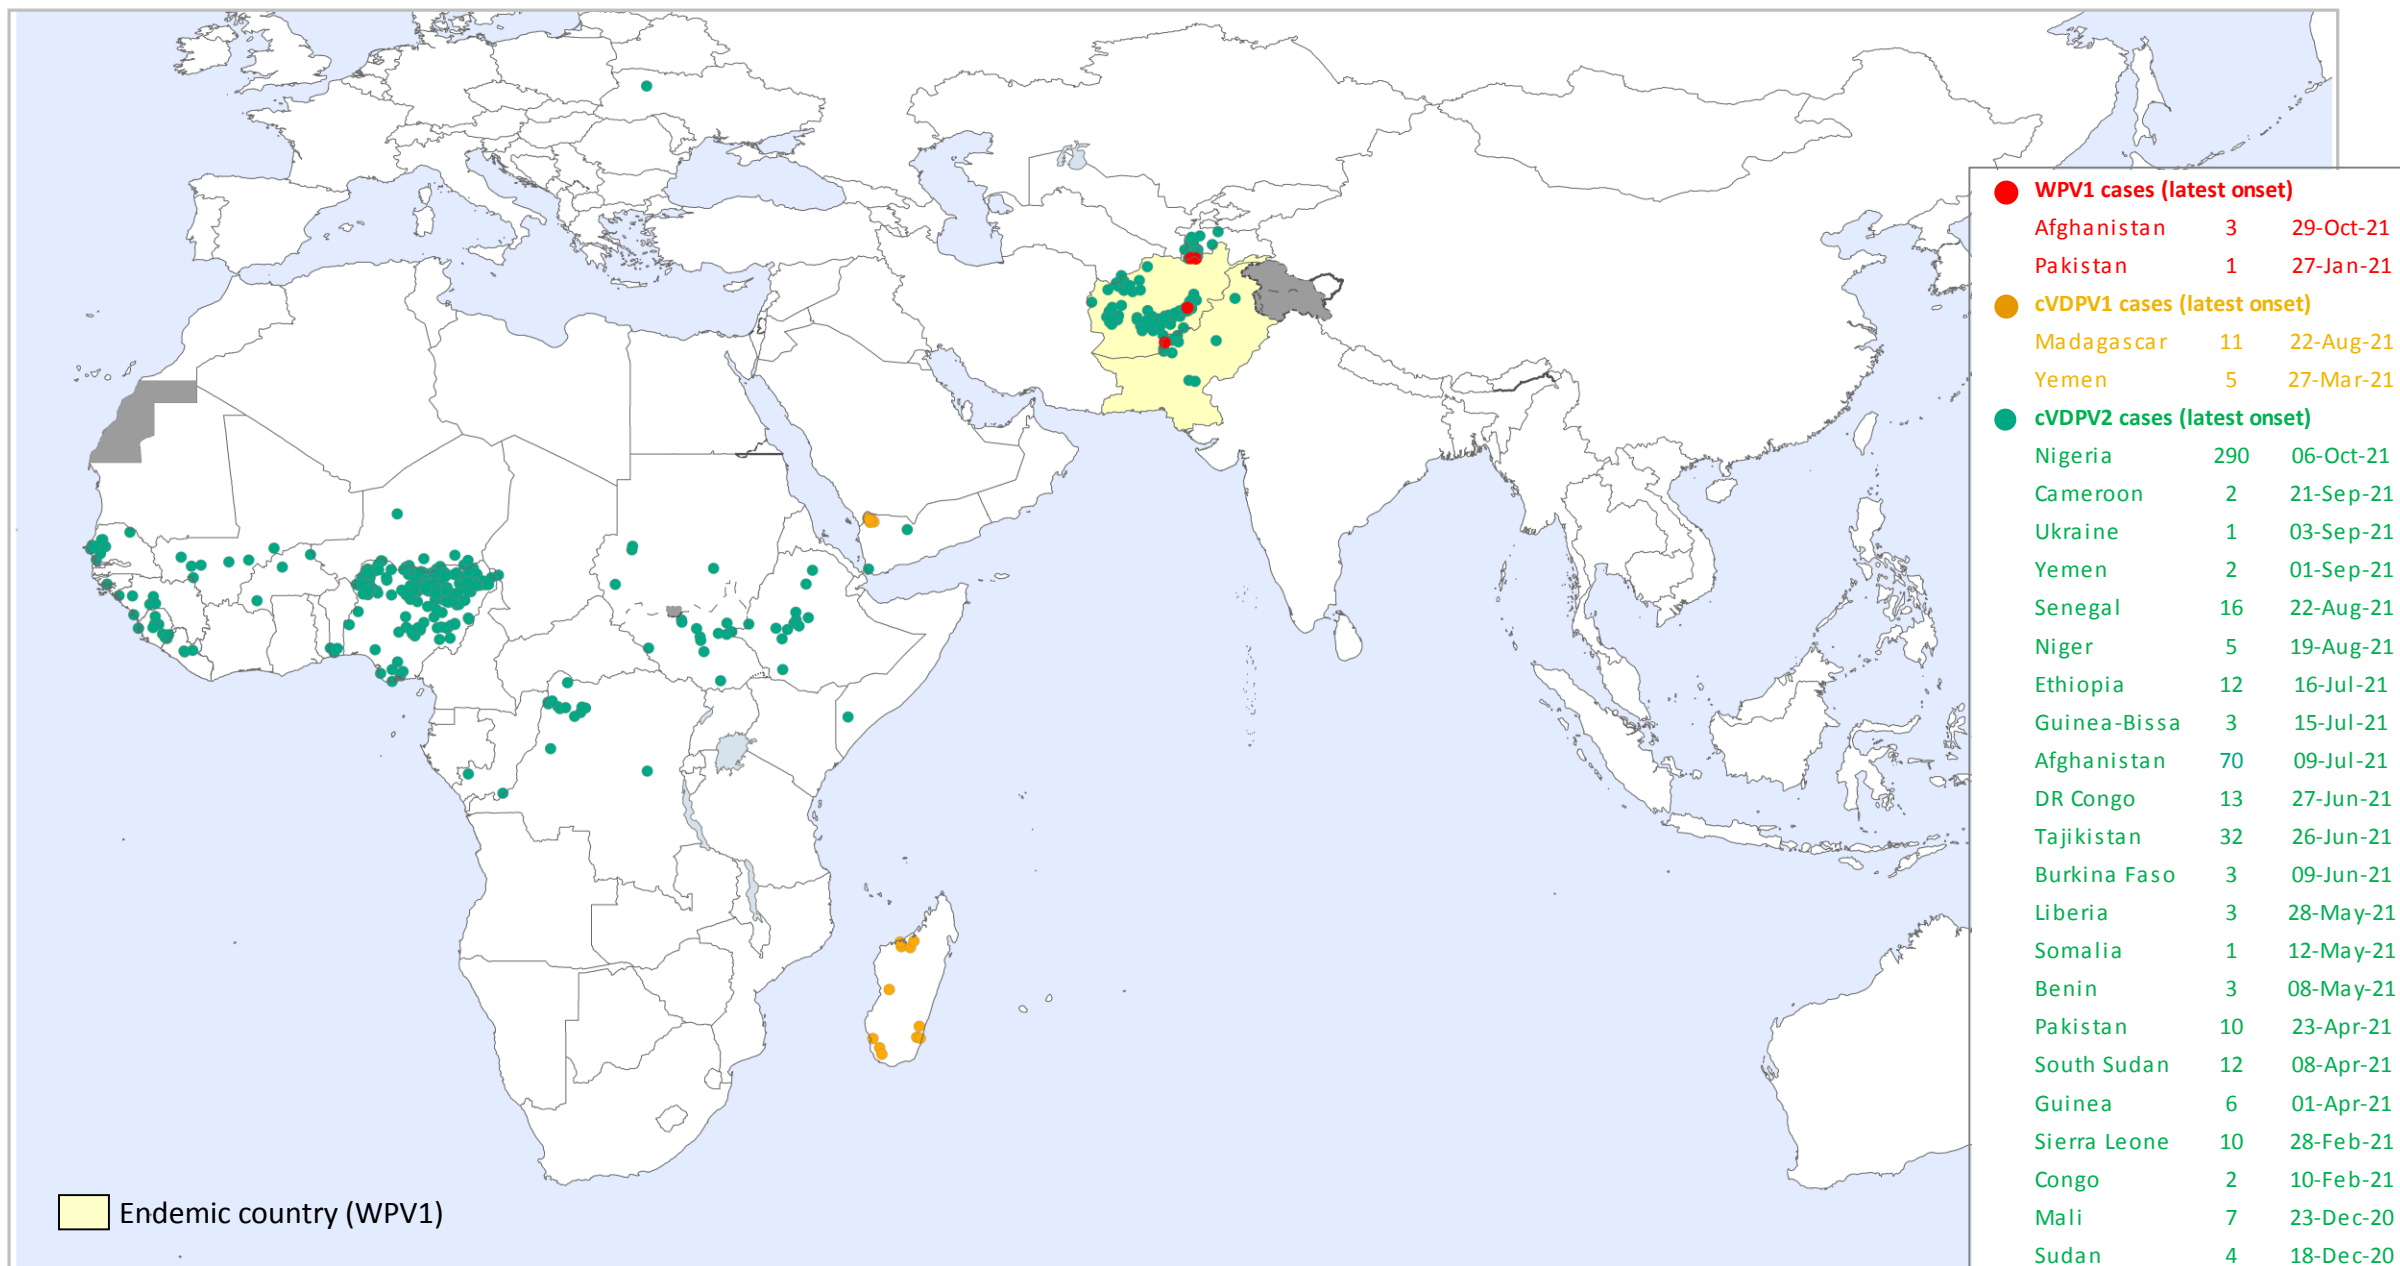 WPV1 cases (latest onset)
Afghanistan 3 29-Oct-21
Pakistan 1 27-Jan-21
cVDPV1 cases (latest onset)
Madagascar 11 22-Aug-21
Yemen 5 27-Mar-21
cVDPV2 cases (latest onset)
Nigeria 290 06-Oct-21
Cameroon 2 21-Sep-21
Ukraine 1 03-Sep-21
Yemen 2 01-Sep-21
Senegal 16 22-Aug-21
Niger 5 19-Aug-21
Ethiopia 12 16-Jul-21
Guinea-Bissa 3 15-Jul-21
Afghanistan 70 09-Jul-21
DR Congo 13 27-Jun-21
Tajikistan 32 26-Jun-21
Burkina Faso 3 09-Jun-21
Liberia 3 28-May-21
Somalia 1 12-May-21
Benin 3 08-May-21
Pakistan 10 23-Apr-21
South Sudan 12 08-Apr-21
Guinea 6 01-Apr-21
Sierra Leone 10 28-Feb-21
Congo 2 10-Feb-21
Mali 7 23-Dec-20
Sudan 4 18-Dec-20
Endemic country (WPV1)